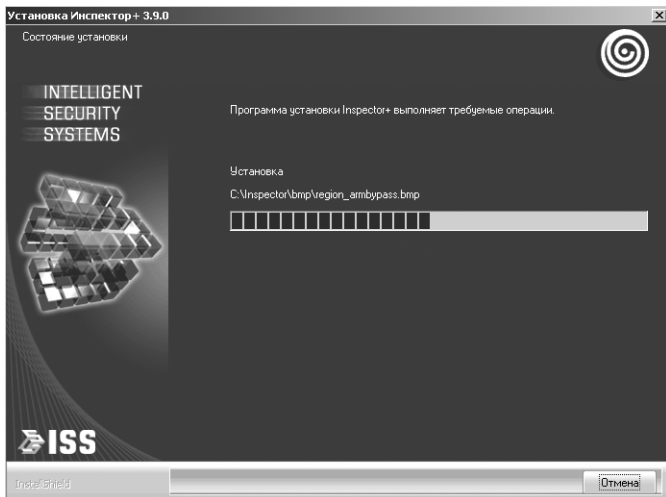 Установка Инспектор+ 3.9.0
Состояние установки
INTELLIGENT
SECURITY
SYSTEMS
Программа установки Inspector+ выполняет требуемые операции.
Установка
C:\Inspector\bmp\region_armbypass.bmp
ISS
InstallShield
Отмена